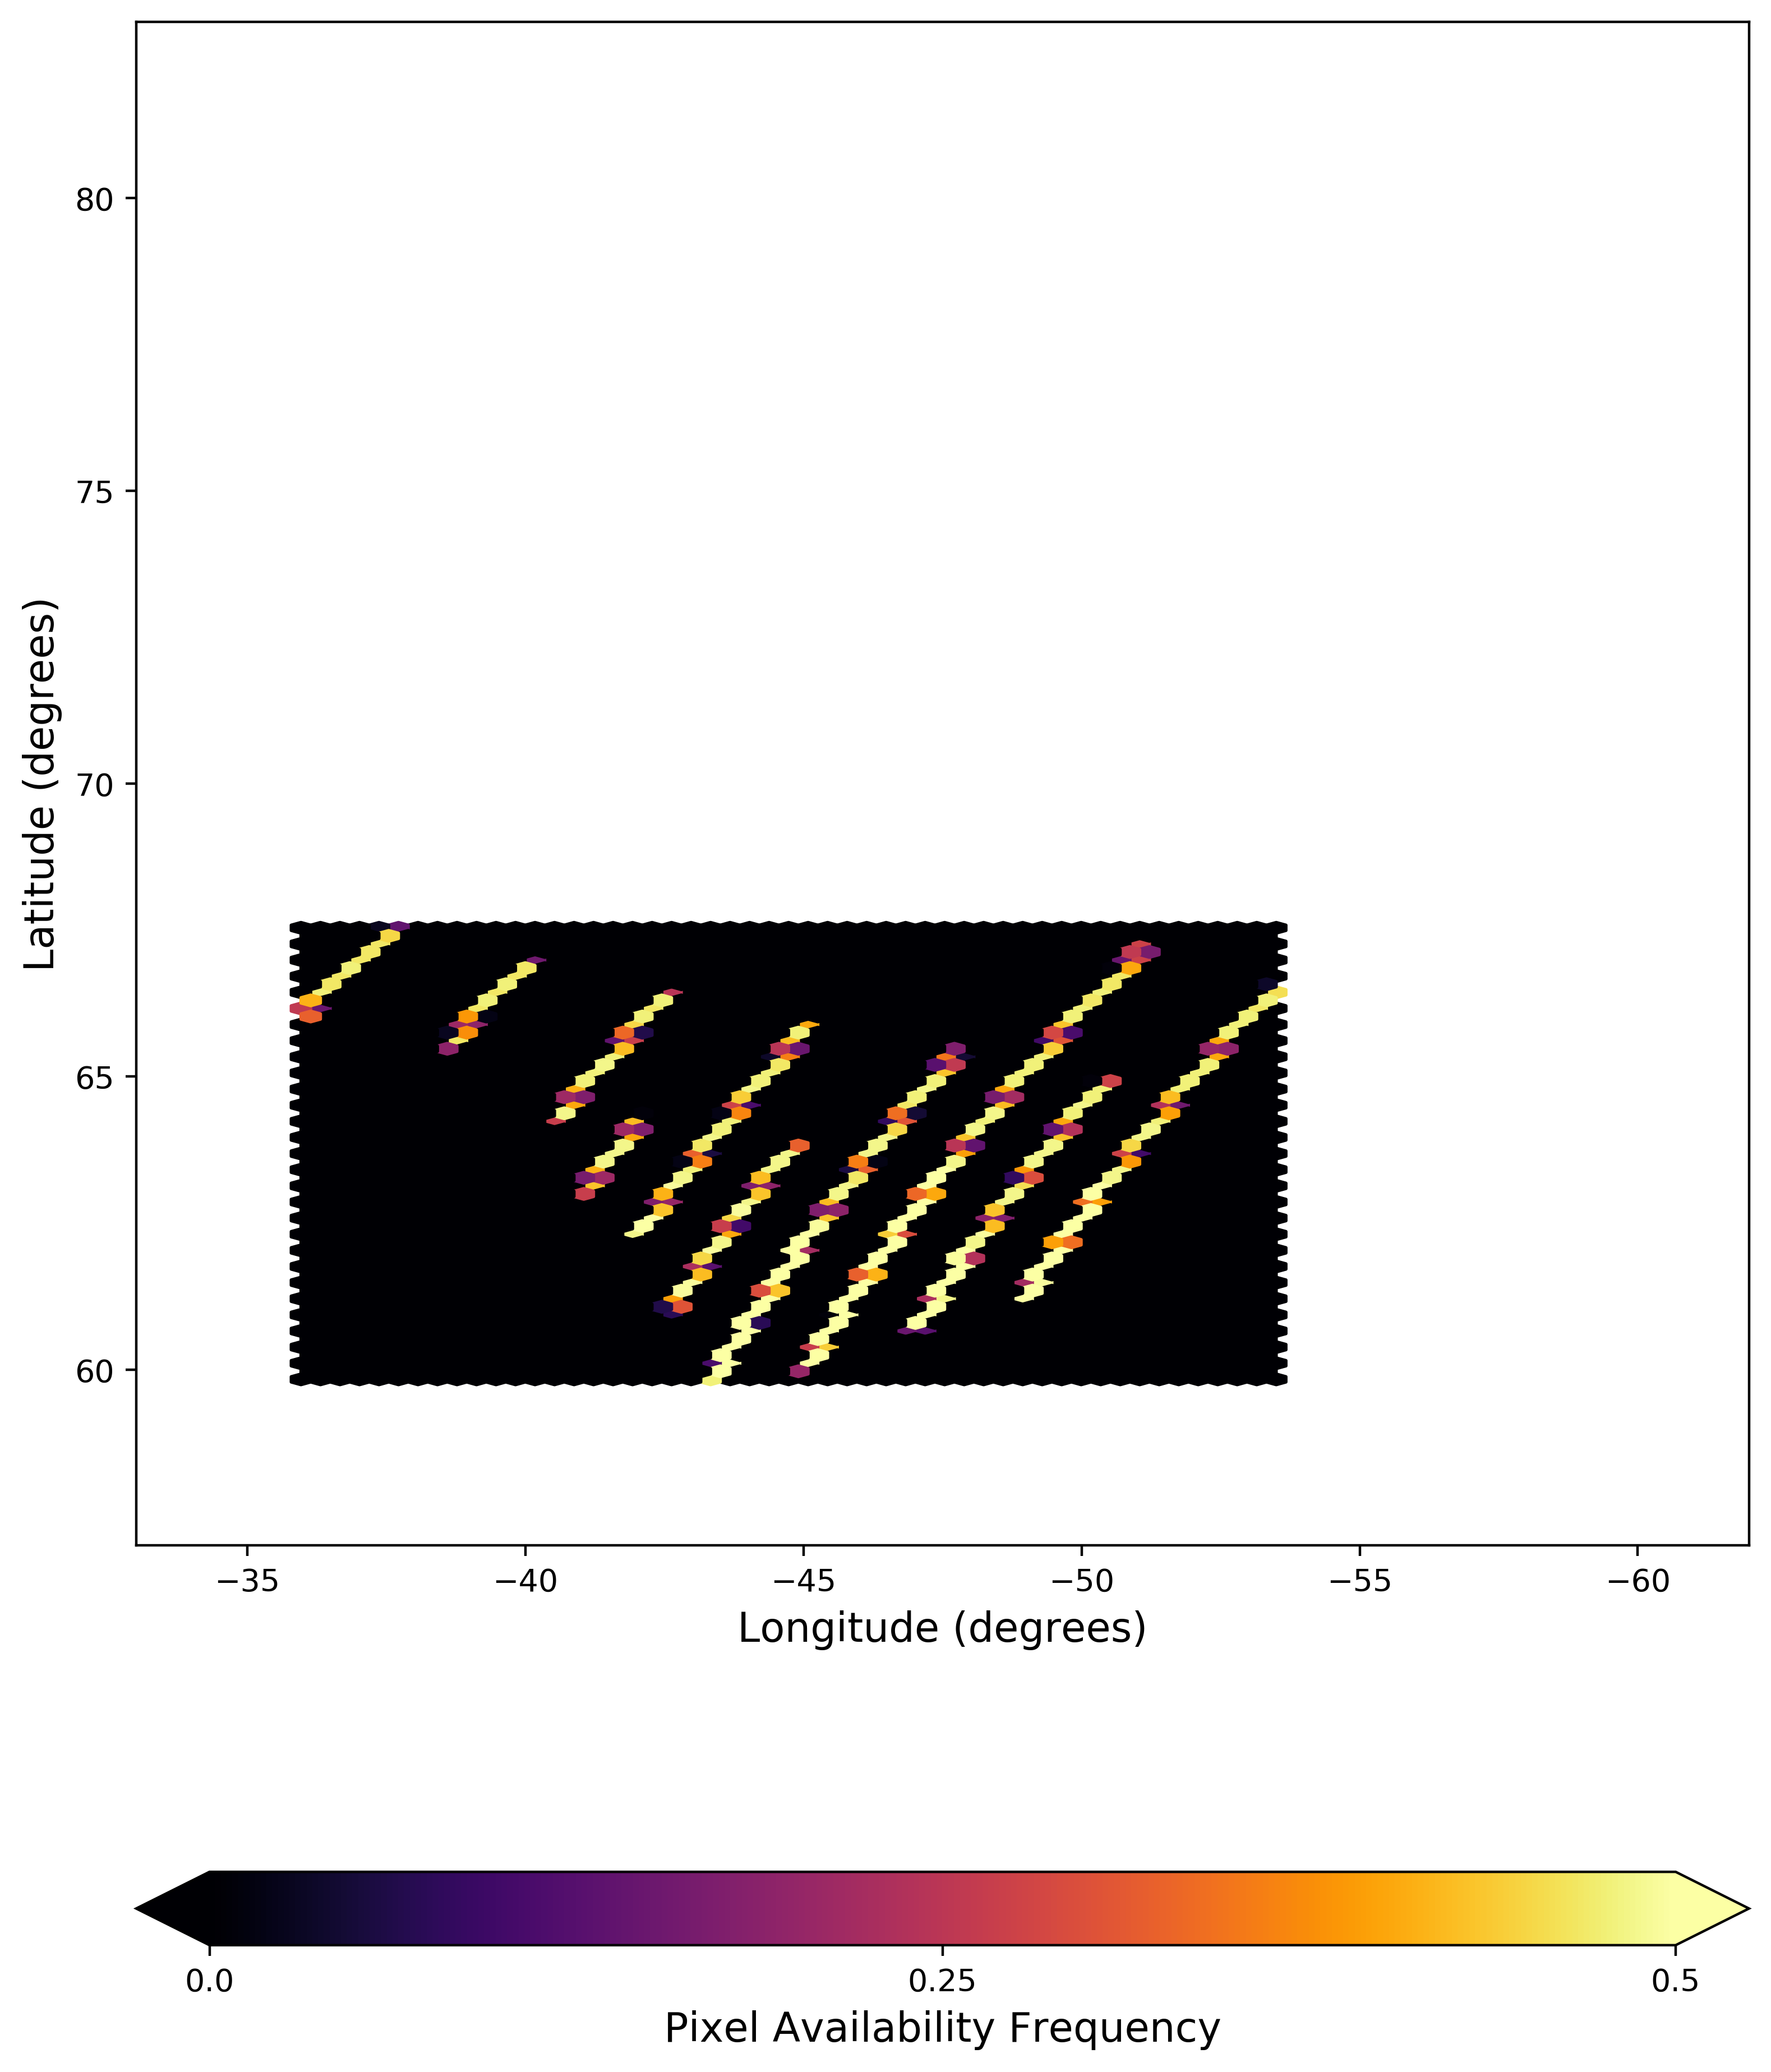 80
75
70
65
60
Latitude (degrees)
−35 −40 −45 −50 −55 −60
Longitude (degrees)
0.0 0.25 0.5
Pixel Availability Frequency